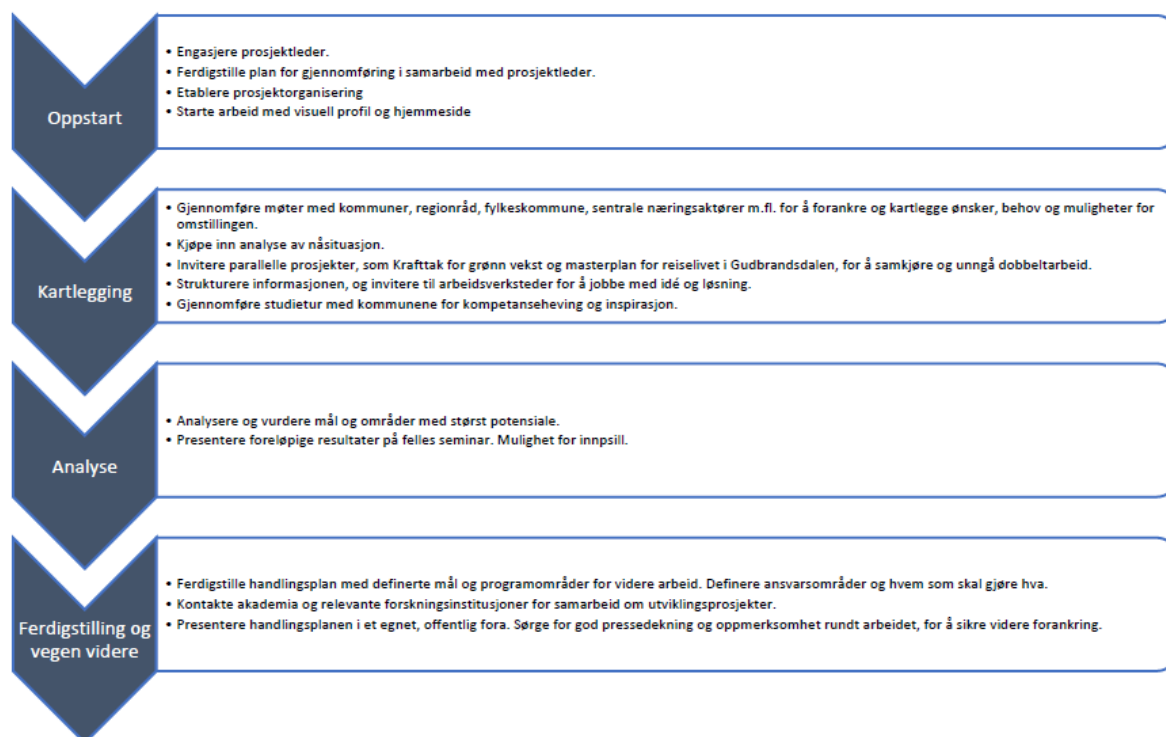 Oppstart
• Engasjere prosjektleder.
• Ferdigstille plan for gjennomføring i samarbeid med prosjektleder.
• Etablere prosjektorganisering
• Starte arbeid med visuell profil og hjemmeside
Kartlegging
• Gjennomføre møter med kommuner, regionråd, fylkeskommune, sentrale næringsaktører m.fl. for å forankre og kartlegge ønsker, behov og muligheter for
omstillingen.
• Kjøpe inn analyse av nåsituasjon.
• Invitere parallelle prosjekter, som Krafttak for grønn vekst og masterplan for reiselivet i Gudbrandsdalen, for å samkjøre og unngå dobbeltarbeid.
• Strukturere informasjonen, og invitere til arbeidsverksteder for å jobbe med idé og løsning.
• Gjennomføre studietur med kommunene for kompetanseheving og inspirasjon.
Analyse
• Analysere og vurdere mål og områder med størst potensiale.
• Presentere foreløpige resultater på felles seminar. Mulighet for innpsill.
Ferdigstilling og
vegen videre
• Ferdigstille handlingsplan med definerte mål og programområder for videre arbeid. Definere ansvarsområder og hvem som skal gjøre hva.
• Kontakte akademia og relevante forskningsinstitusjoner for samarbeid om utviklingsprosjekter.
• Presentere handlingsplanen i et egnet, offentlig fora. Sørge for god pressedekning og oppmerksomhet rundt arbeidet, for å sikre videre forankring.